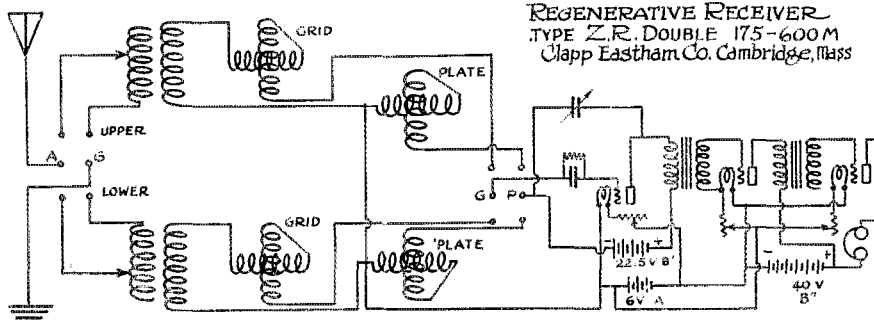 REGENERATIVE RECEIVER
TYPE Z.R. DOUBLE 175-600 M
Clapp Eastham Co. Cambridge, Mass
GRID
PLATE
UPPER
A G
LOWER
G P
GRID
PLATE
- 22.5 V B" +
6V A
- +
40 V
B"